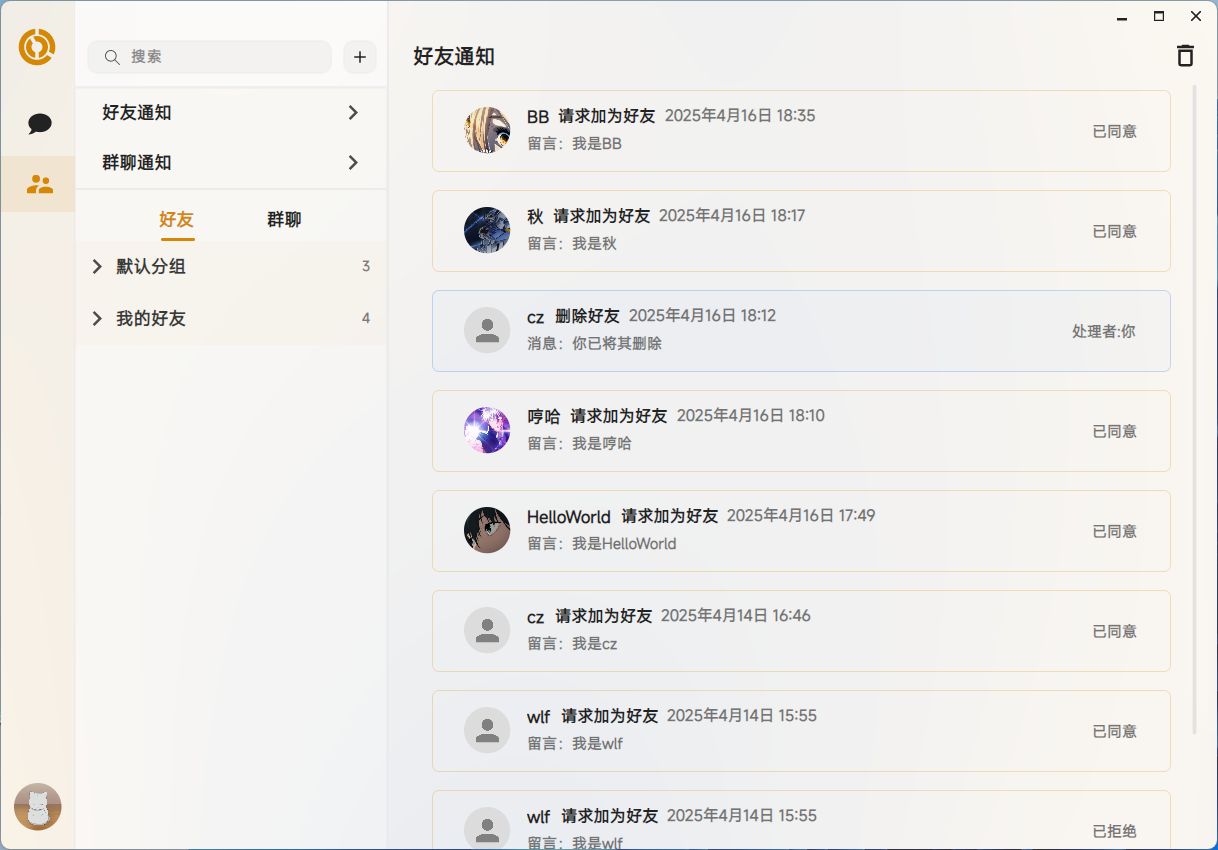 搜索
好友通知
群聊通知
好友 群聊
默认分组 3
我的好友 4
好友通知
BB 请求加为好友 2025年4月16日 18:35
留言：我是BB
已同意
秋 请求加为好友 2025年4月16日 18:17
留言：我是秋
已同意
cz 删除好友 2025年4月16日 18:12
消息：你已将其删除
处理者:你
哼哈 请求加为好友 2025年4月16日 18:10
留言：我是哼哈
已同意
HelloWorld 请求加为好友 2025年4月16日 17:49
留言：我是HelloWorld
已同意
cz 请求加为好友 2025年4月14日 16:46
留言：我是cz
已同意
wlf 请求加为好友 2025年4月14日 15:55
留言：我是wlf
已同意
wlf 请求加为好友 2025年4月14日 15:55
留言：我是wlf
已拒绝